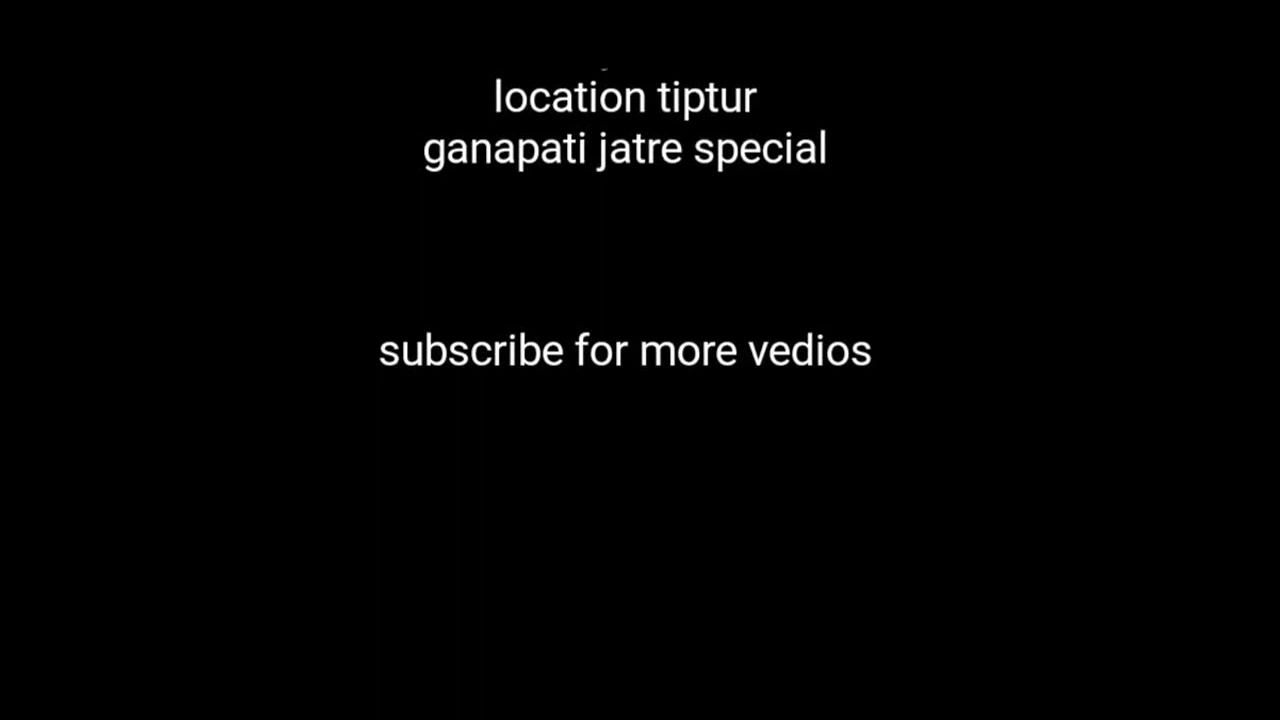 location tiptur
ganapati jatre special
subscribe for more vedios